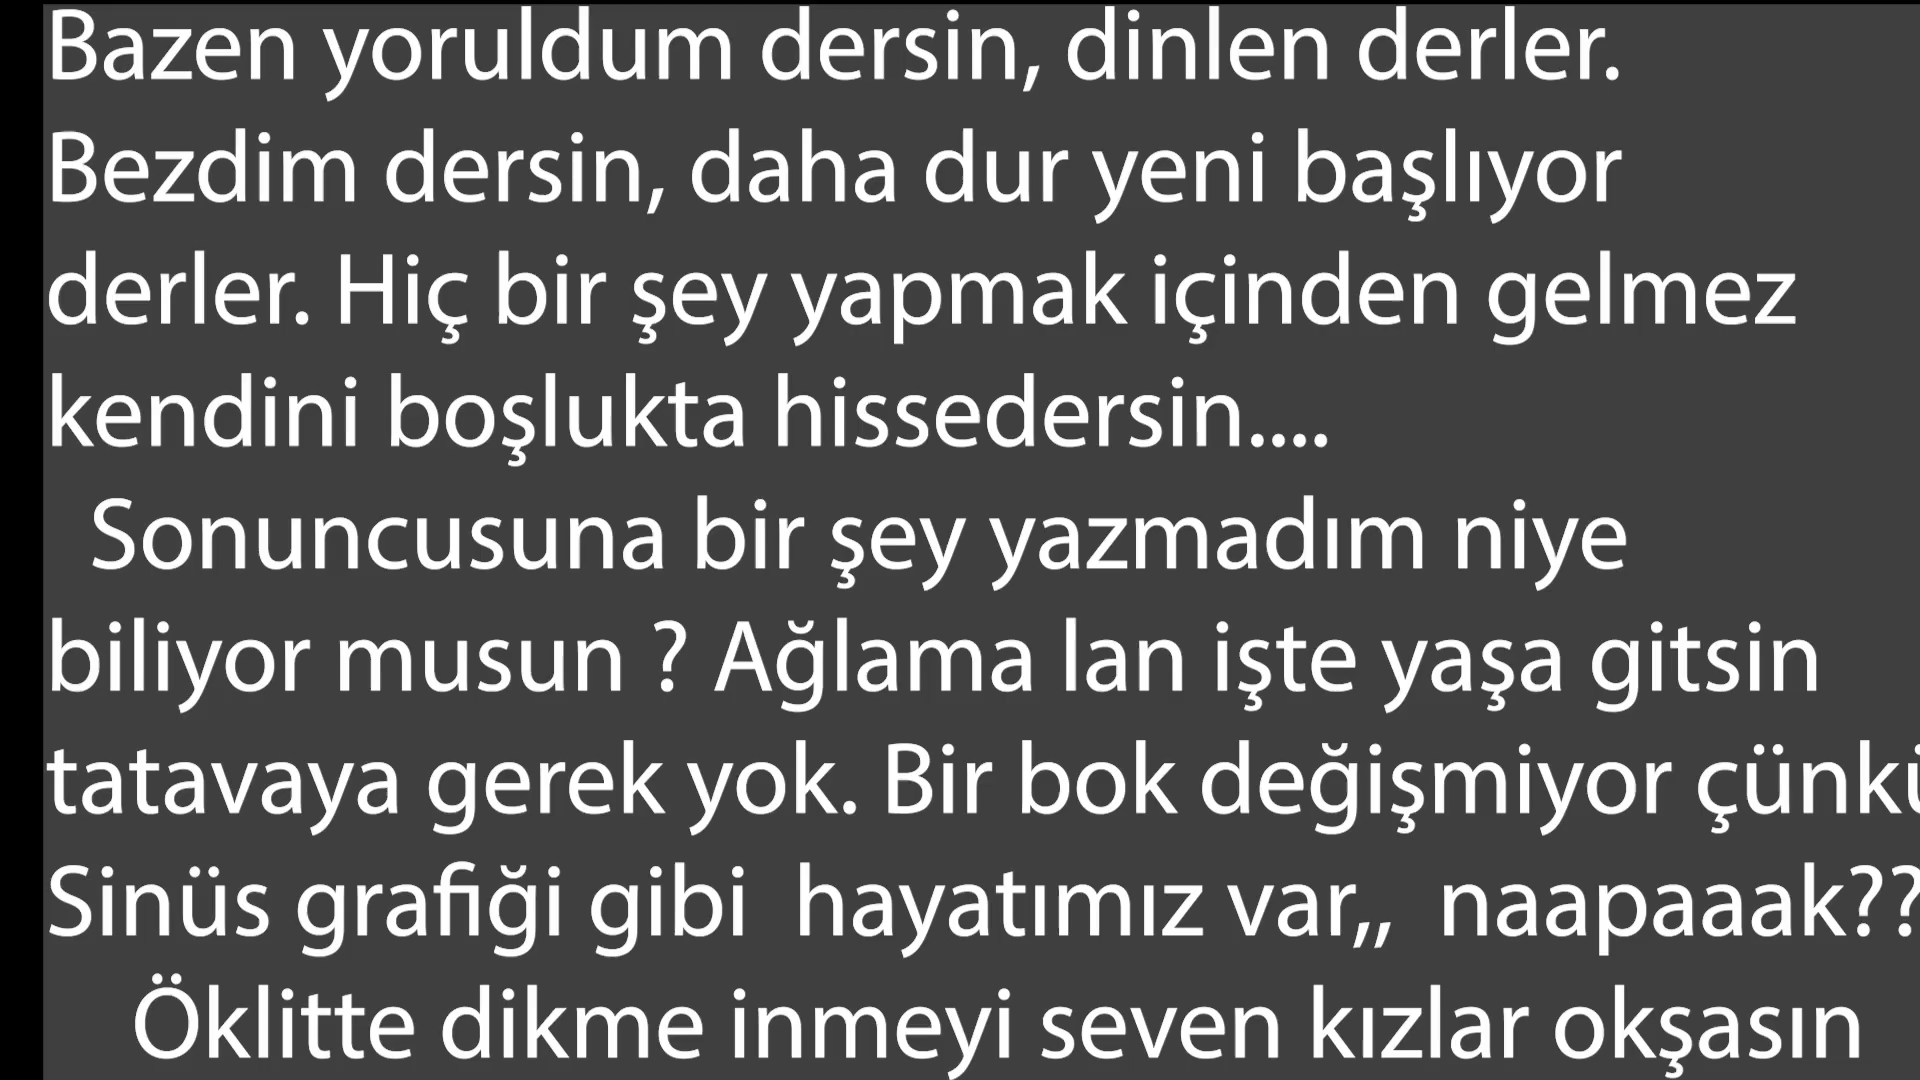 Bazen yoruldum dersin, dinlen derler.
Bezdim dersin, daha dur yeni başlıyor
derler. Hiç bir şey yapmak içinden gelmez
kendini boşlukta hissedersin....
Sonuncusuna bir şey yazmadım niye
biliyor musun ? Ağlama lan işte yaşa gitsin
tatavaya gerek yok. Bir bok değişmiyor çünkü
Sinüs grafiği gibi  hayatımız var,,  naapaaak??
Öklitte dikme inmeyi seven kızlar okşasın